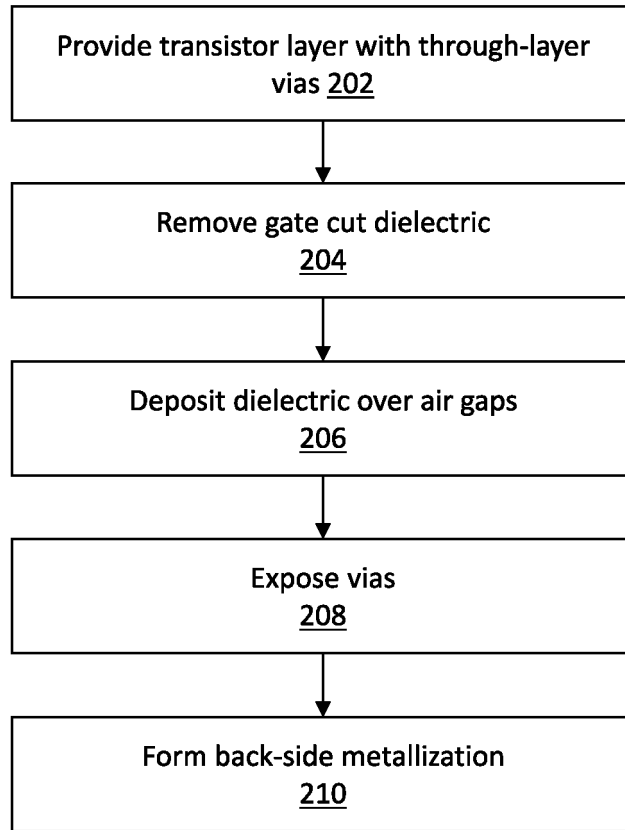 Provide transistor layer with through-layer
vias 202
Remove gate cut dielectric
204
Deposit dielectric over air gaps
206
Expose vias
208
Form back-side metallization
210